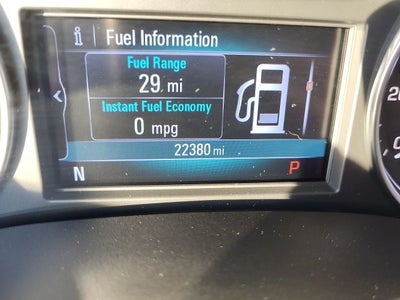 i Fuel Information
Fuel Range
29 mi
Instant Fuel Economy
0 mpg
22380 mi
N P